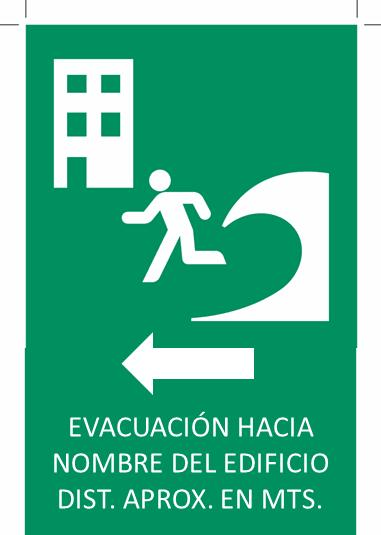 EVACUACIÓN HACIA
NOMBRE DEL EDIFICIO
DIST. APROX. EN MTS.